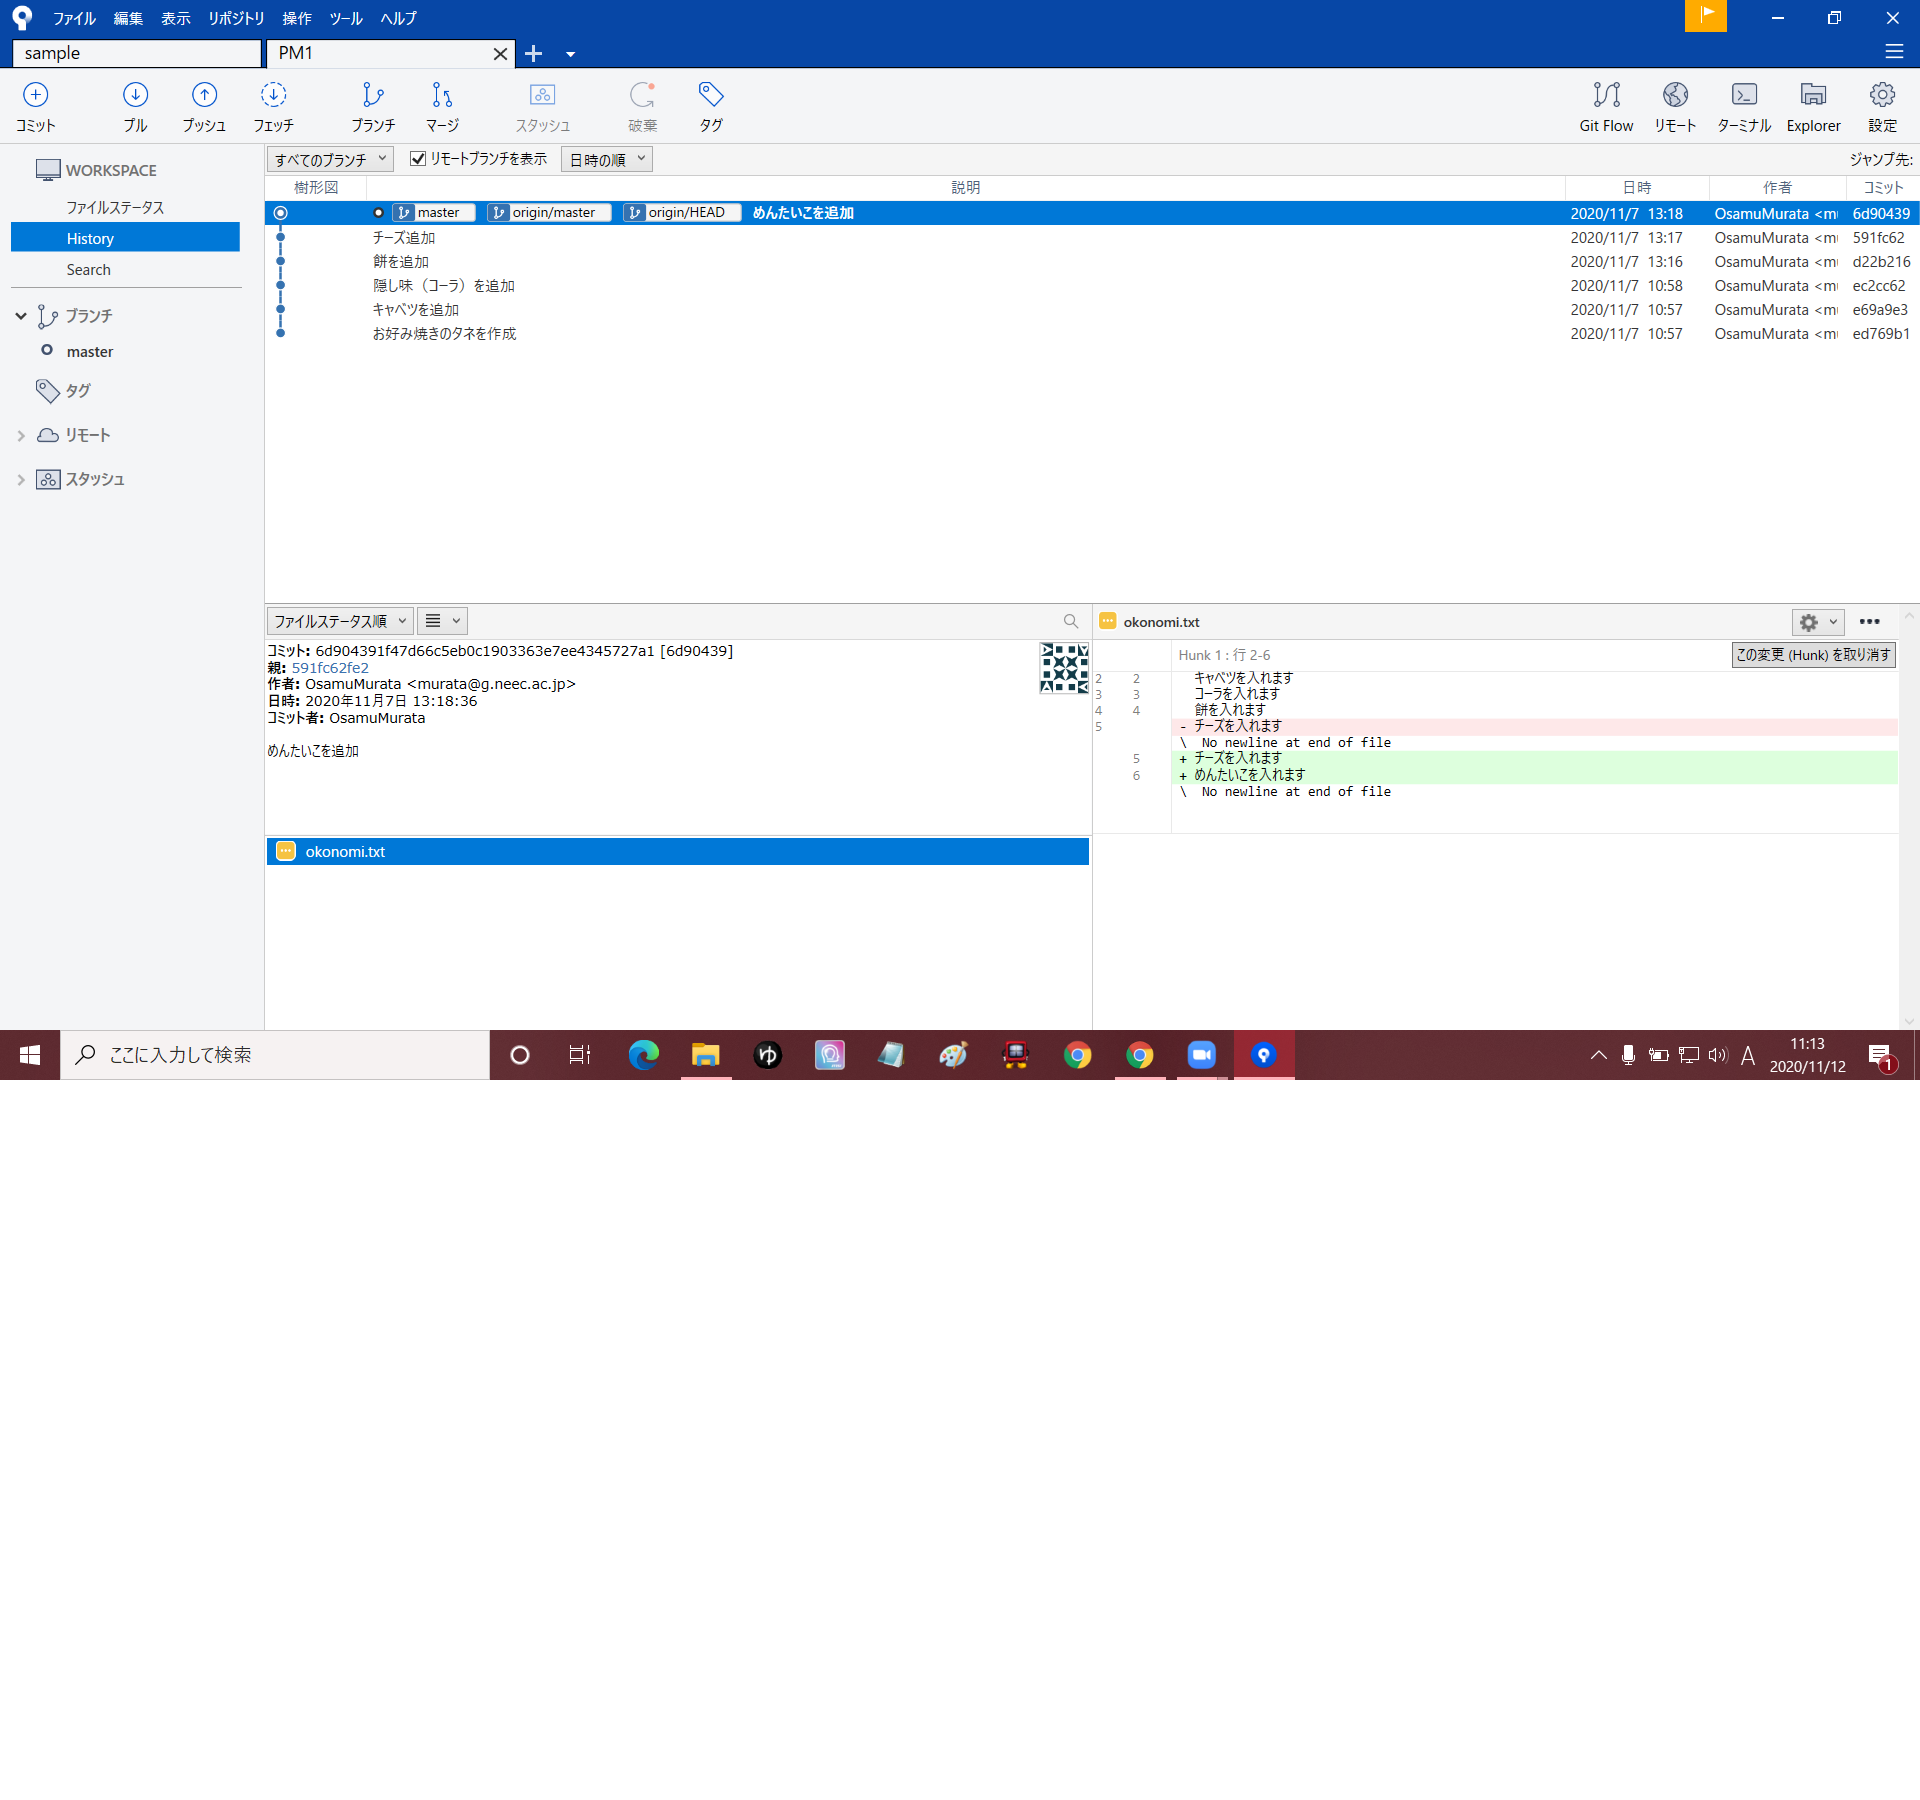 ファイル 編集 表示 リポジトリ 操作 ツール ヘルプ
sample PM1
コミット プル プッシュ フェッチ ブランチ マージ スタッシュ 破棄 タグ Git Flow リモート ターミナル Explorer 設定
WORKSPACE
ファイルステータス
History
Search
ブランチ
master
タグ
リモート
スタッシュ
すべてのブランチ リモートブランチを表示 日時の順 ジャンプ先:
樹形図 説明 日時 作者 コミット
master origin/master origin/HEAD めんたいこを追加 2020/11/7 13:18 OsamuMurata <mu 6d90439
チーズ追加 2020/11/7 13:17 OsamuMurata <mu 591fc62
餅を追加 2020/11/7 13:16 OsamuMurata <mu d22b216
隠し味（コーラ）を追加 2020/11/7 10:58 OsamuMurata <mu ec2cc62
キャベツを追加 2020/11/7 10:57 OsamuMurata <mu e69a9e3
お好み焼きのタネを作成 2020/11/7 10:57 OsamuMurata <mu ed769b1
ファイルステータス順
コミット: 6d904391f47d66c5eb0c1903363e7ee4345727a1 [6d90439]
親: 591fc62fe2
作者: OsamuMurata <murata@g.neec.ac.jp>
日時: 2020年11月7日 13:18:36
コミット者: OsamuMurata
めんたいこを追加
okonomi.txt
okonomi.txt
Hunk 1 : 行 2-6 この変更 (Hunk) を取り消す
2 2 キャベツを入れます
3 3 コーラを入れます
4 4 餅を入れます
5 - チーズを入れます
\ No newline at end of file
5 + チーズを入れます
6 + めんたいこを入れます
\ No newline at end of file
ここに入力して検索 ゆ A 11:13
2020/11/12 1